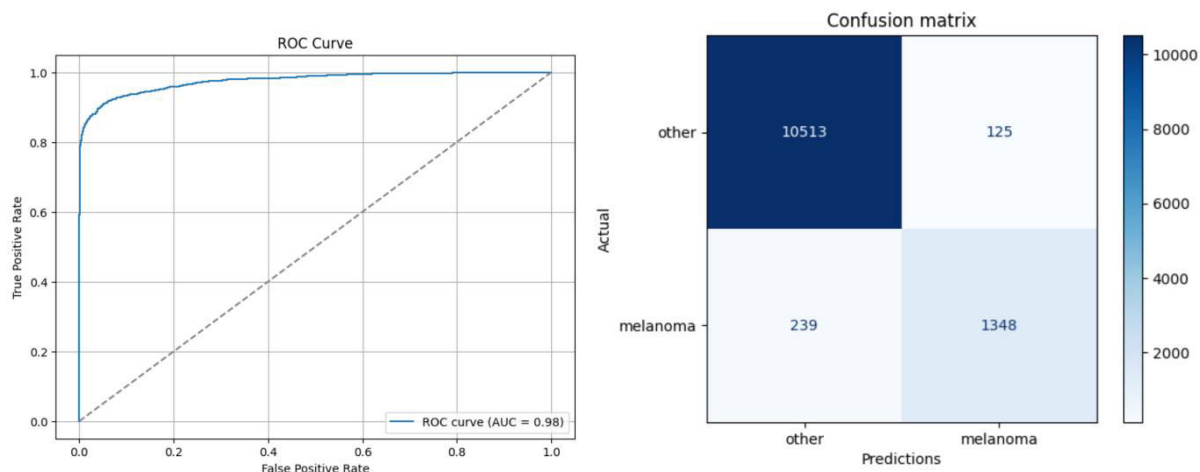 ROC Curve
1.0
0.8
0.6
0.4
0.2
0.0
True Positive Rate
0.0 0.2 0.4 0.6 0.8 1.0
False Positive Rate
ROC curve (AUC = 0.98)
Confusion matrix
other
melanoma
Actual
10513 125
239 1348
other melanoma
Predictions
10000
8000
6000
4000
2000